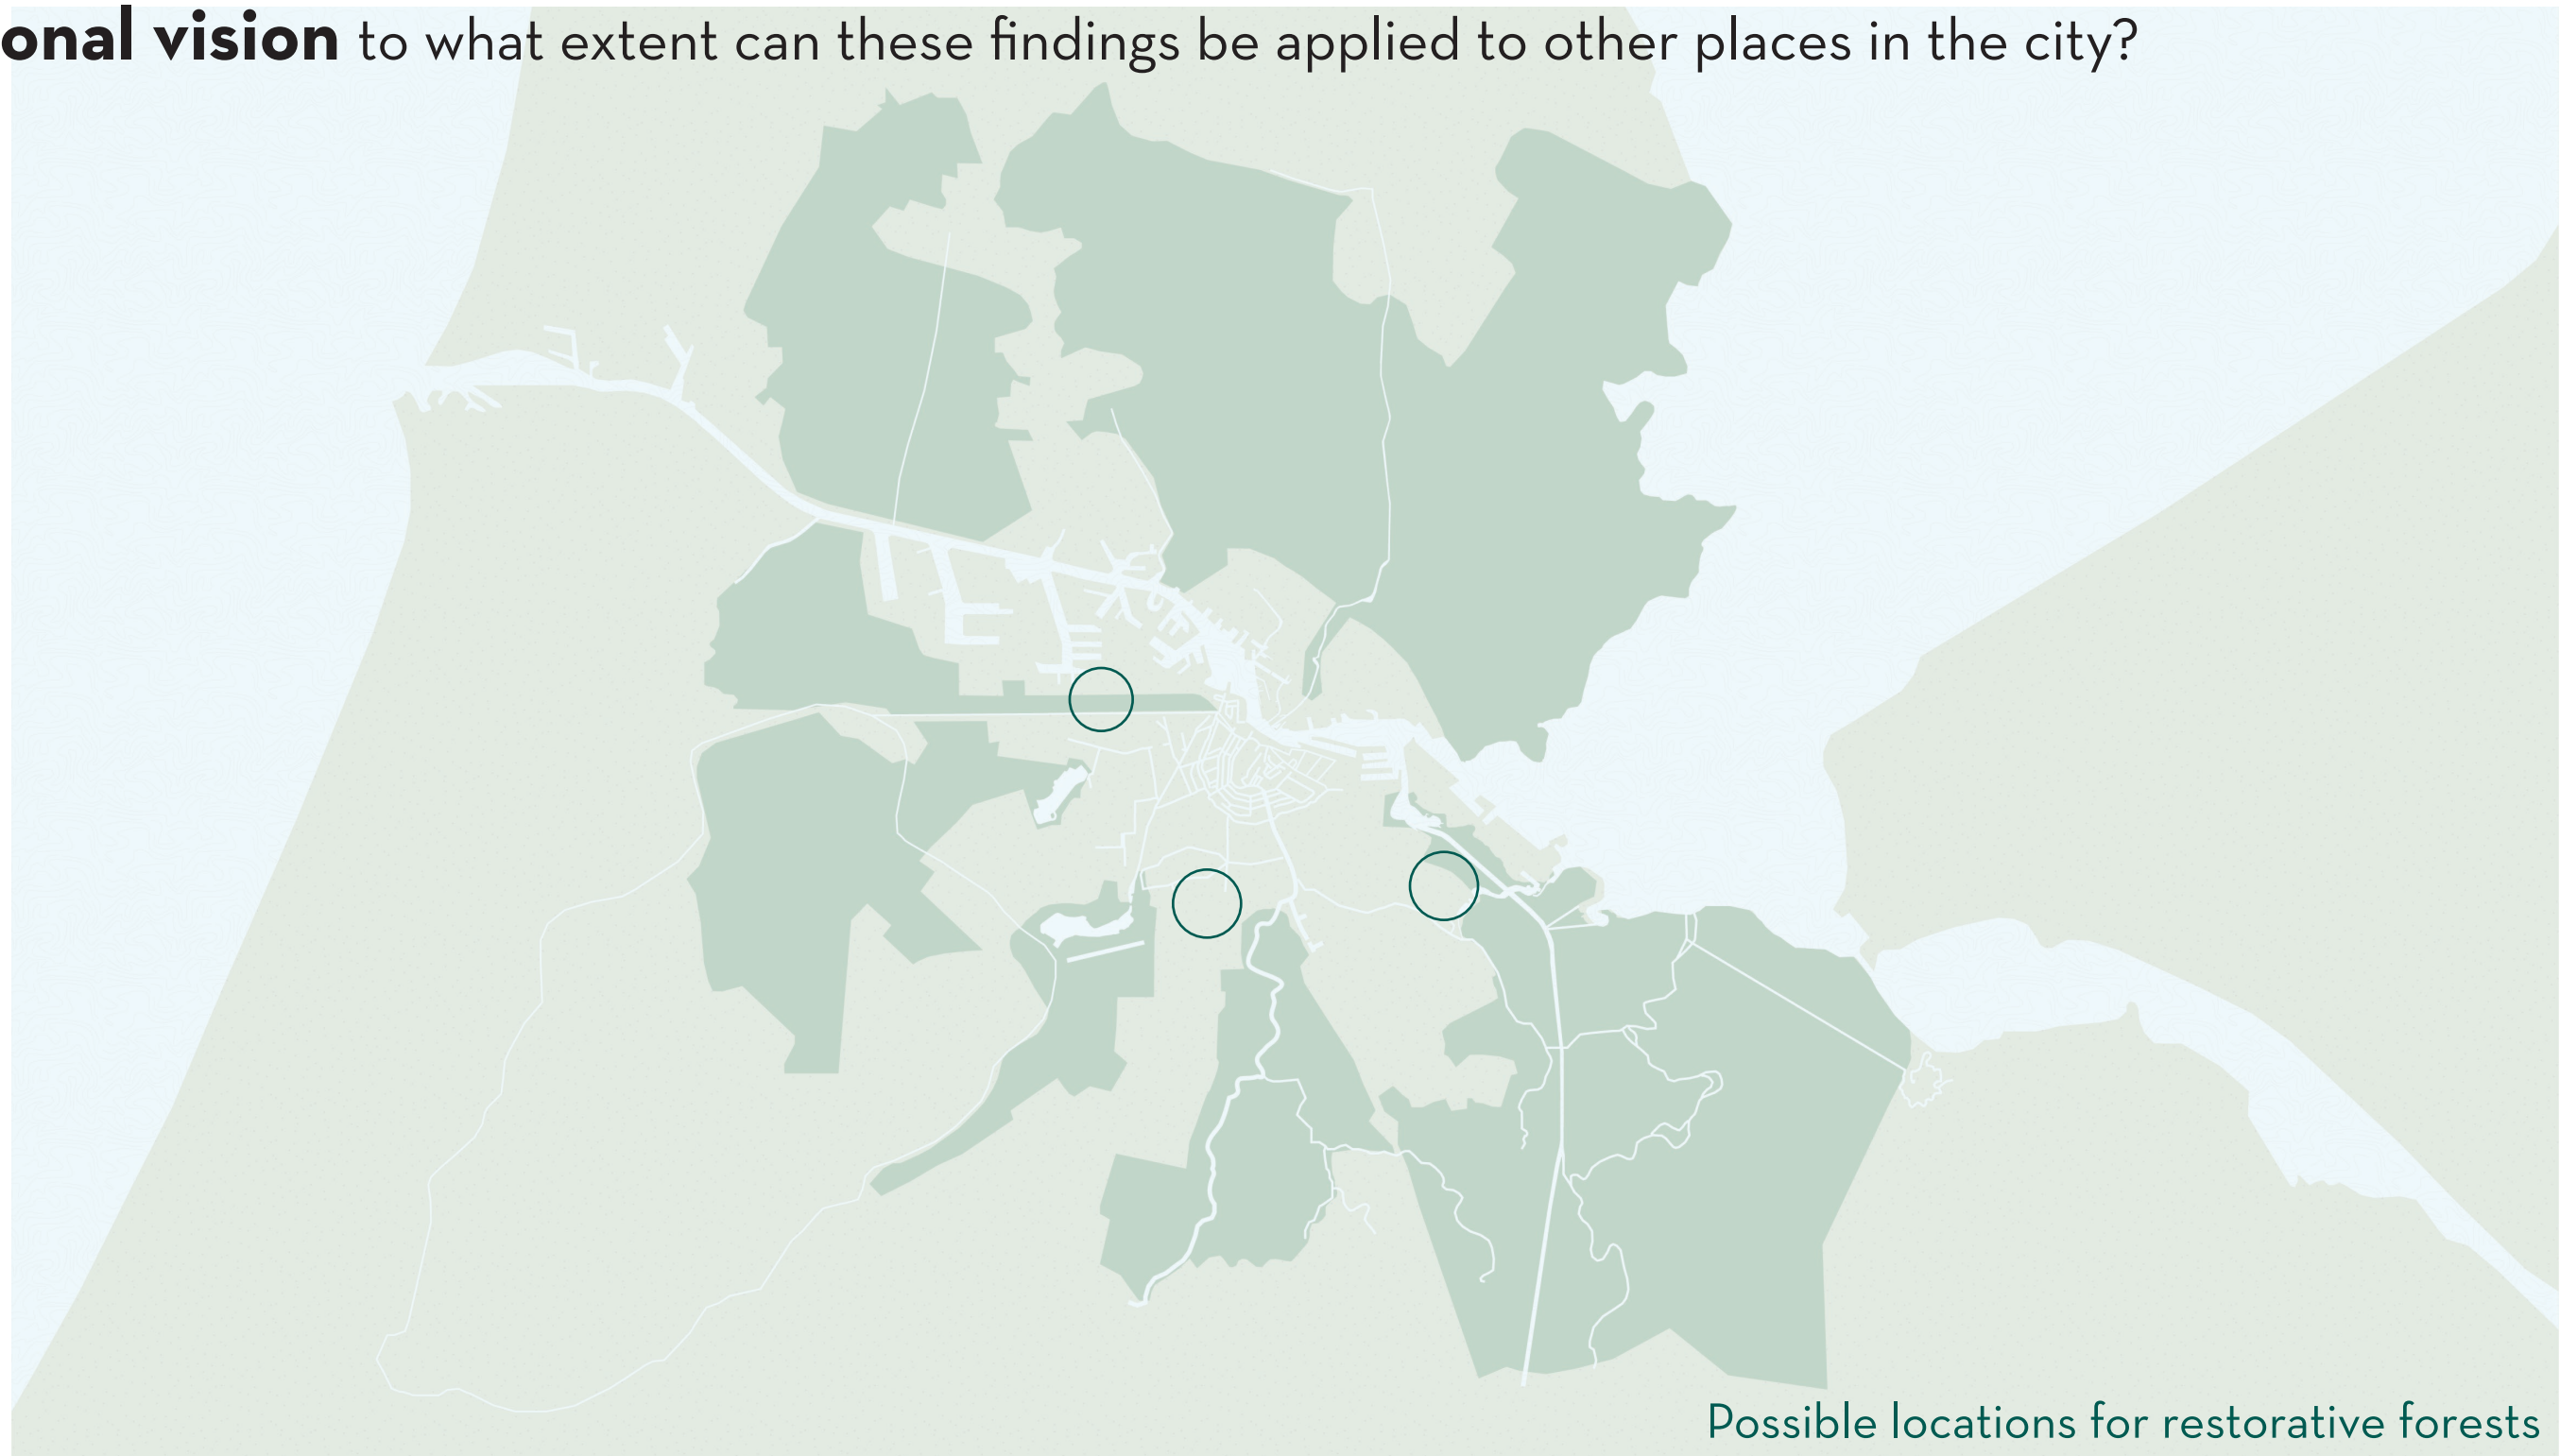 onal vision to what extent can these findings be applied to other places in the city?
Possible locations for restorative forests